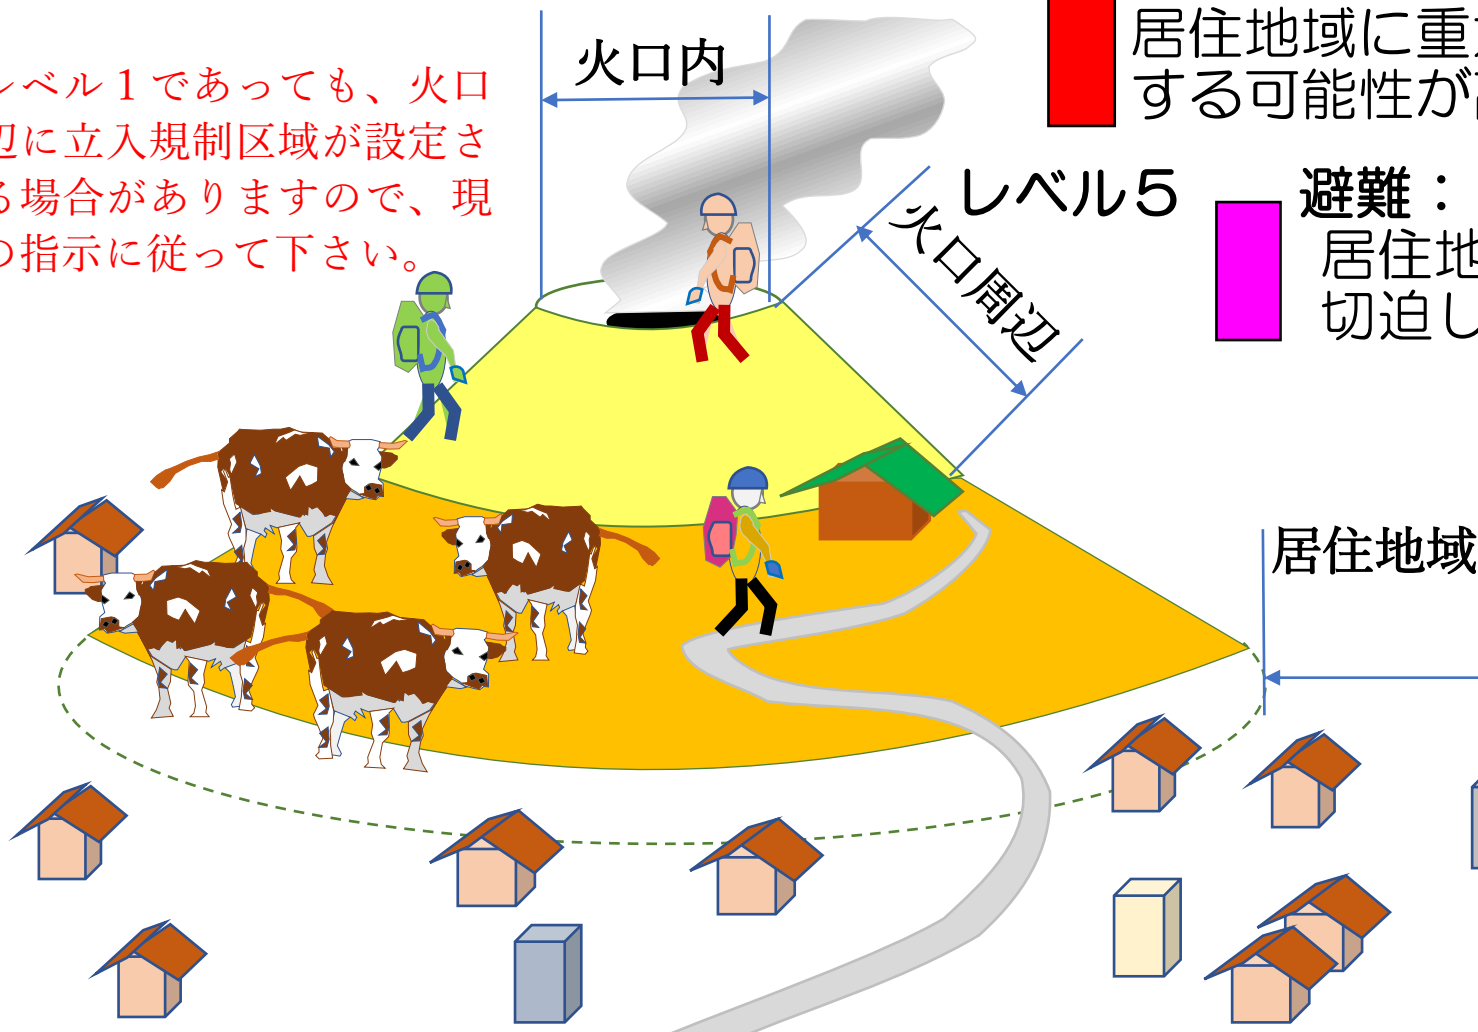 火口内
レベル１であっても、火口
辺に立入規制区域が設定さ
る場合がありますので、現
の指示に従って下さい。
居住地域に重
する可能性が
レベル５
避難：
居住地
切迫し
火口周辺
居住地域